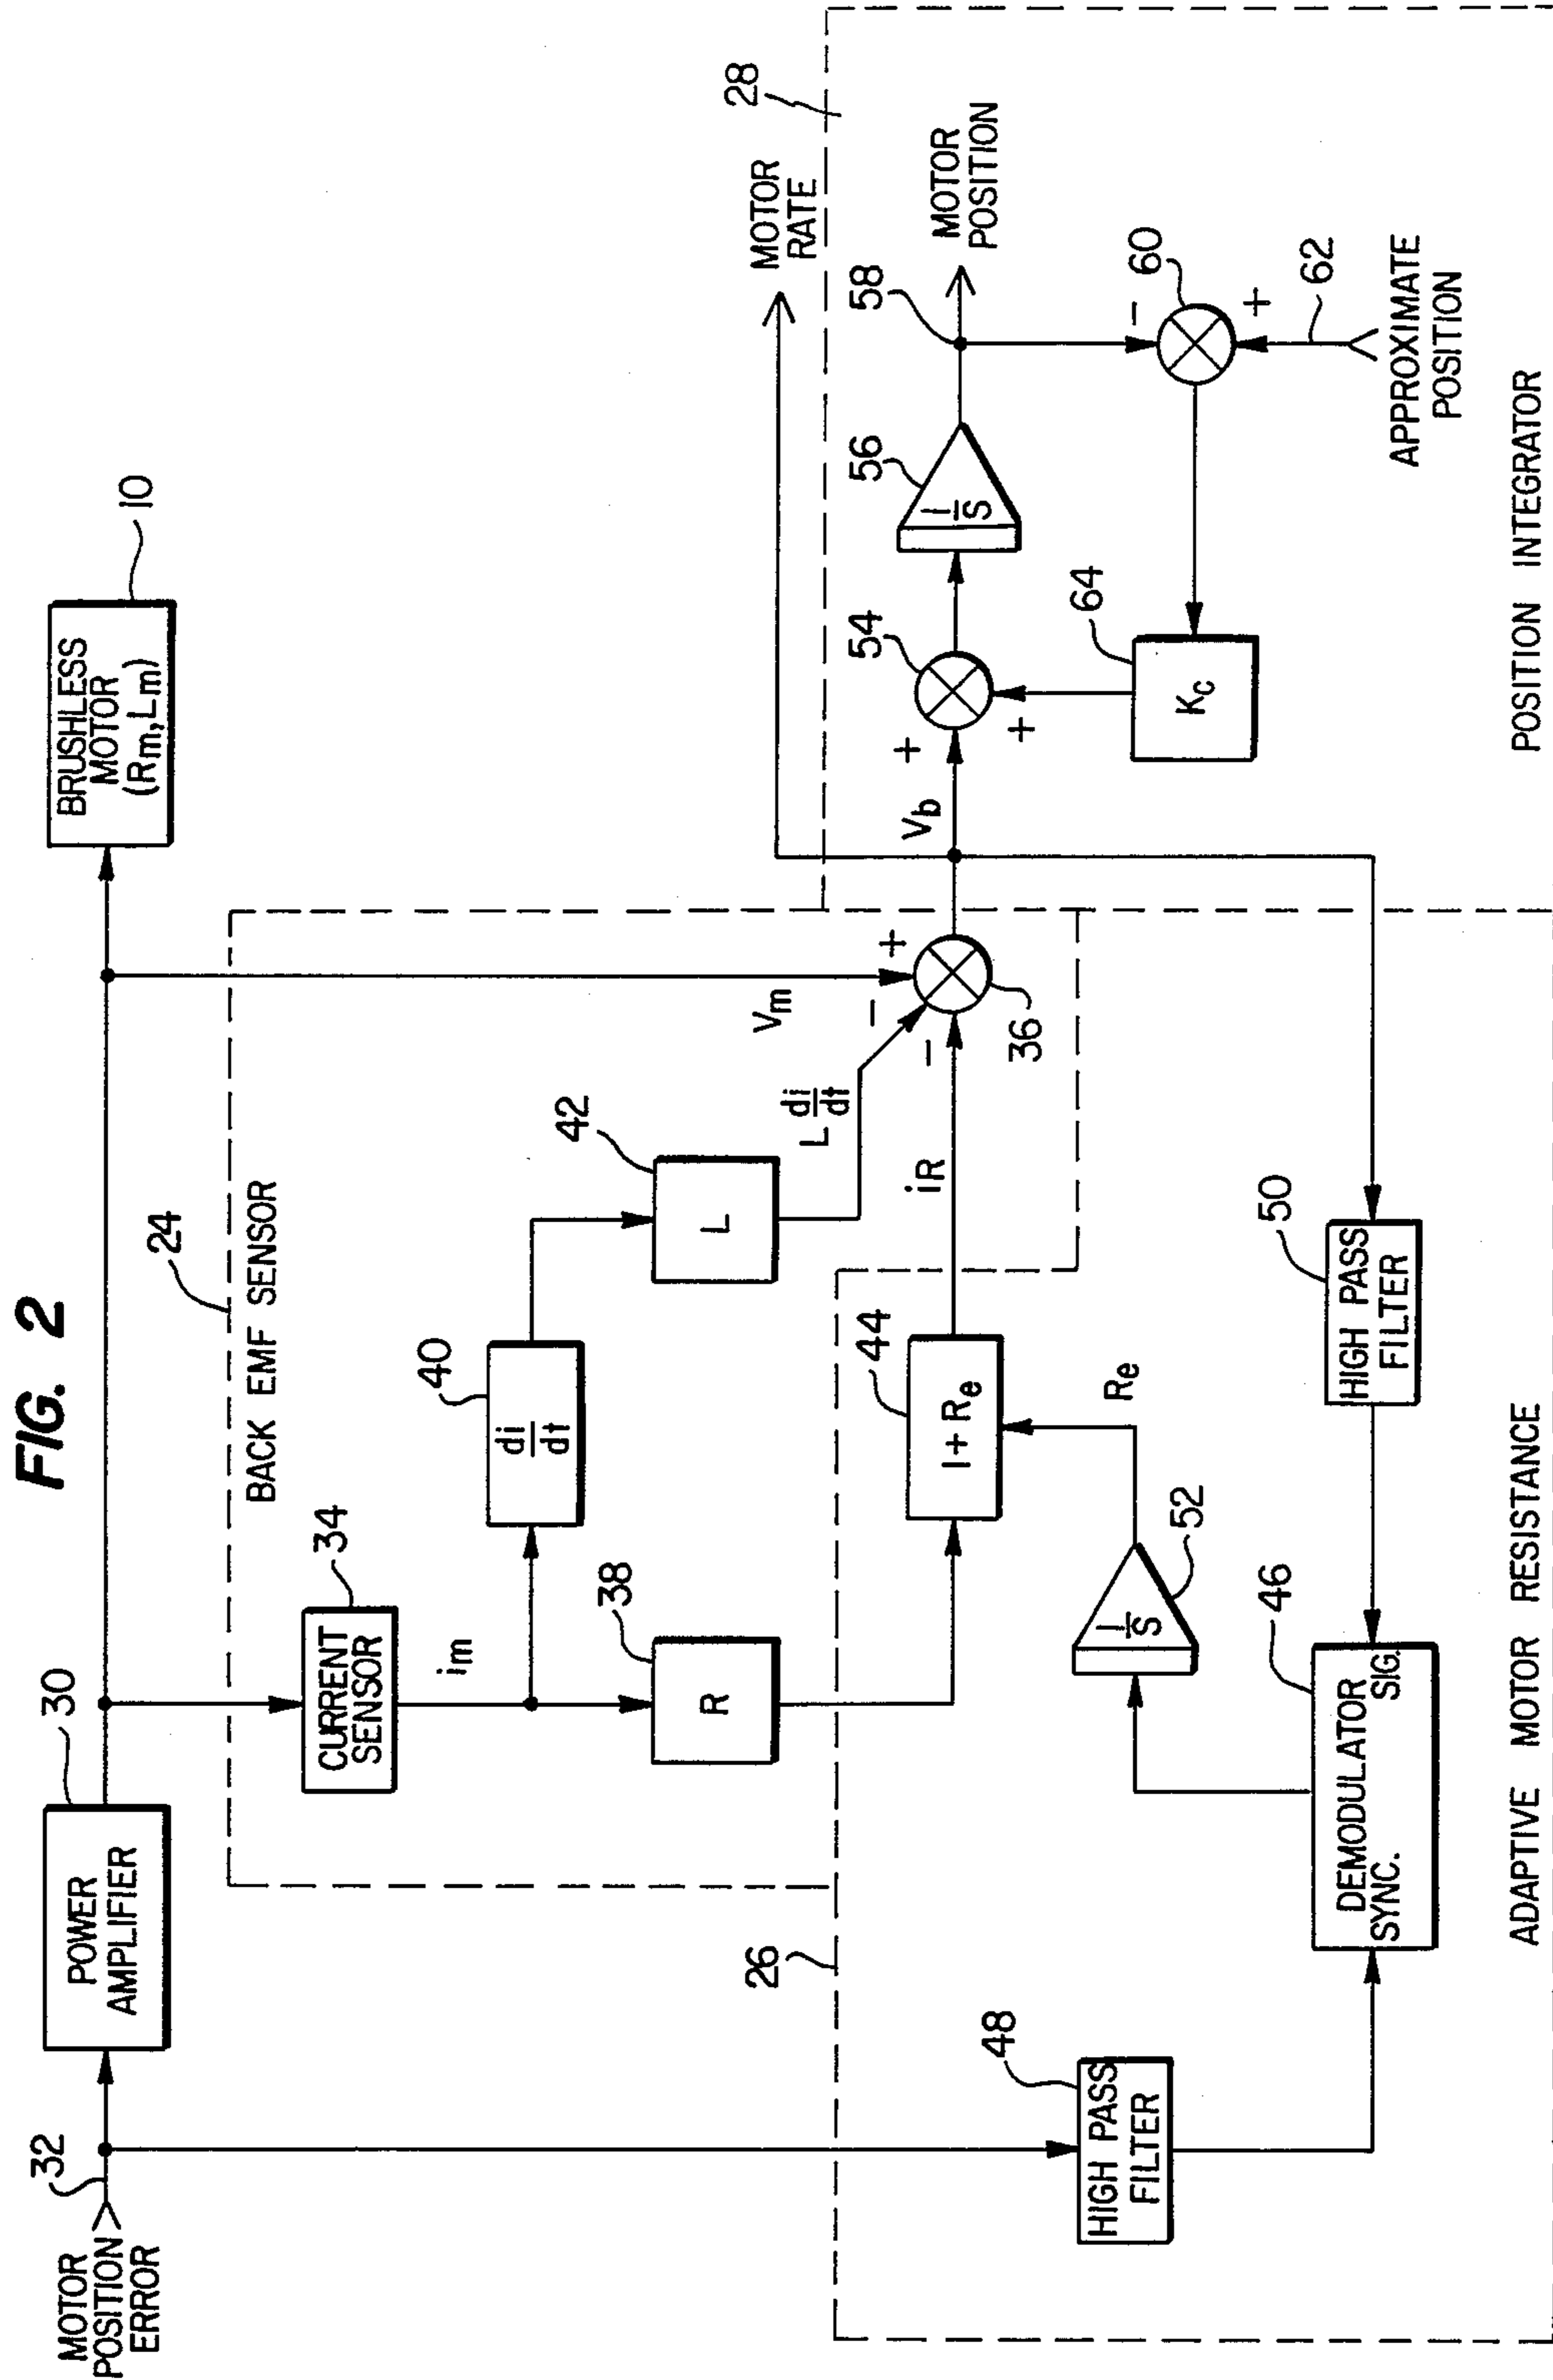 FIG. 2
MOTOR
POSITION
ERROR
32
POWER
AMPLIFIER
30
BRUSHLESS
MOTOR
(Rm,Lm)
10
24
BACK EMF SENSOR
CURRENT
SENSOR
34
im
di
dt
40
R
38
L
42
L di
dt
Vm
+
-
-
36
iR
26
1 + Re
44
Re
1
S
52
HIGH PASS
FILTER
48
DEMODULATOR
SYNC.
SIG.
46
HIGH PASS
FILTER
50
ADAPTIVE MOTOR RESISTANCE
MOTOR
RATE
28
Vb
+
+
54
1
S
56
58
MOTOR
POSITION
Kc
64
-
+
60
62
APPROXIMATE
POSITION
POSITION INTEGRATOR